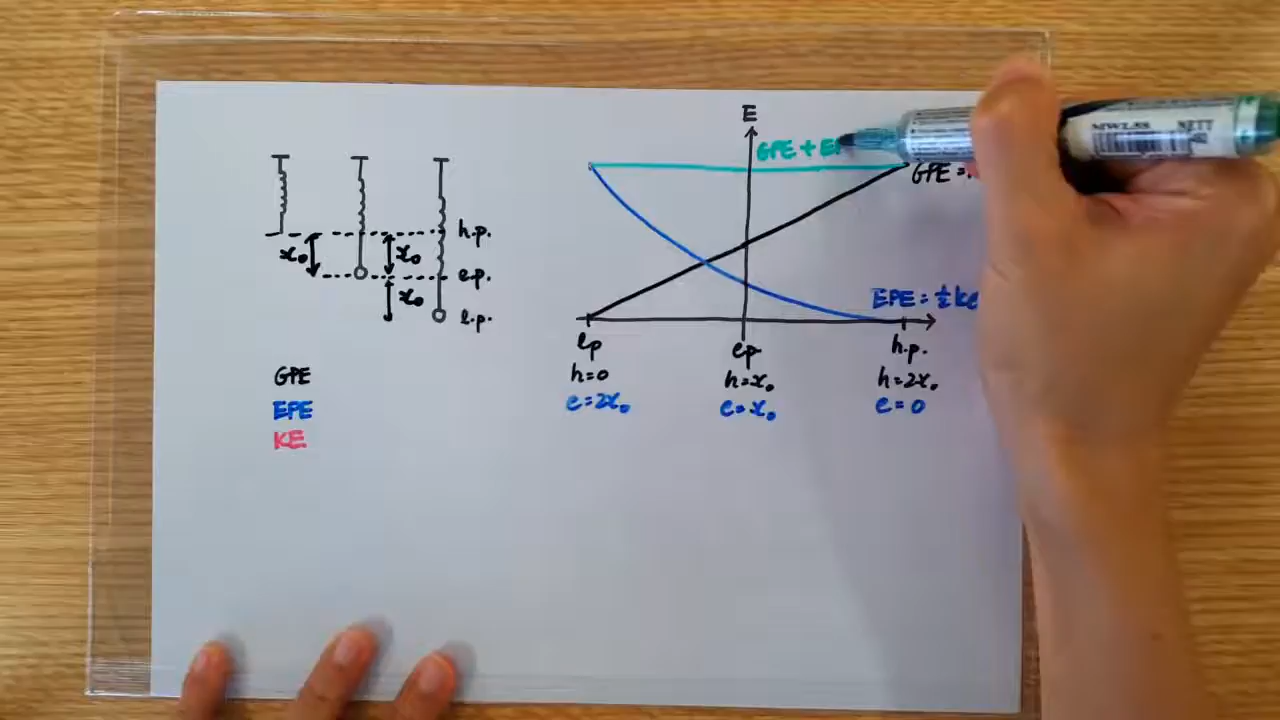 E
GPE + E
GPE =
x₀
x₀
x₀
h.p.
e.p.
l.p.
EPE = ½ke
lp
h=0
e=2x₀
ep
h=x₀
e=x₀
h.p.
h=2x₀
e=0
GPE
EPE
KE